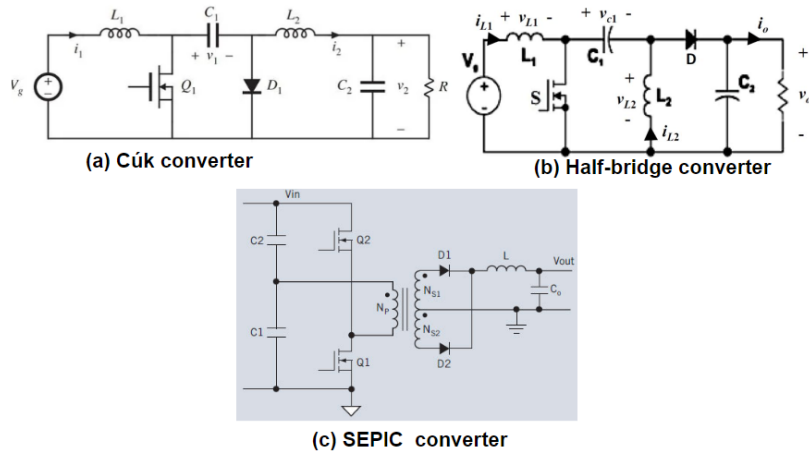 L1
C1
L2
i1
+ v1 -
i2
Vg
+
-
Q1
D1
C2
+
v2
-
R
(a) Cúk converter
iL1
+ vL1 -
+ vc1 -
io
L1
C1
D
Vg
+
-
S
+
vL2
-
L2
C2
+
vo
-
iL2
(b) Half-bridge converter
Vin
C2
Q2
D1
L
Vout
NS1
Co
NP
NS2
C1
Q1
D2
(c) SEPIC converter